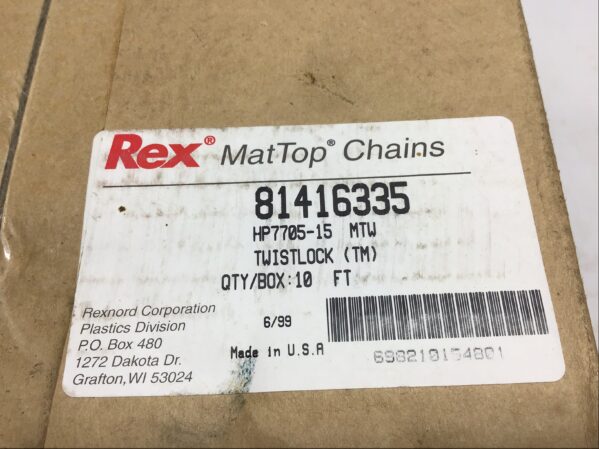 Rex® MatTop® Chains
81416335
HP7705-15 MTW
TWISTLOCK (TM)
QTY/BOX:10 FT
Rexnord Corporation
Plastics Division
P.O. Box 480
1272 Dakota Dr.
Grafton, WI 53024
6/99
Made in U.S.A
698210154801